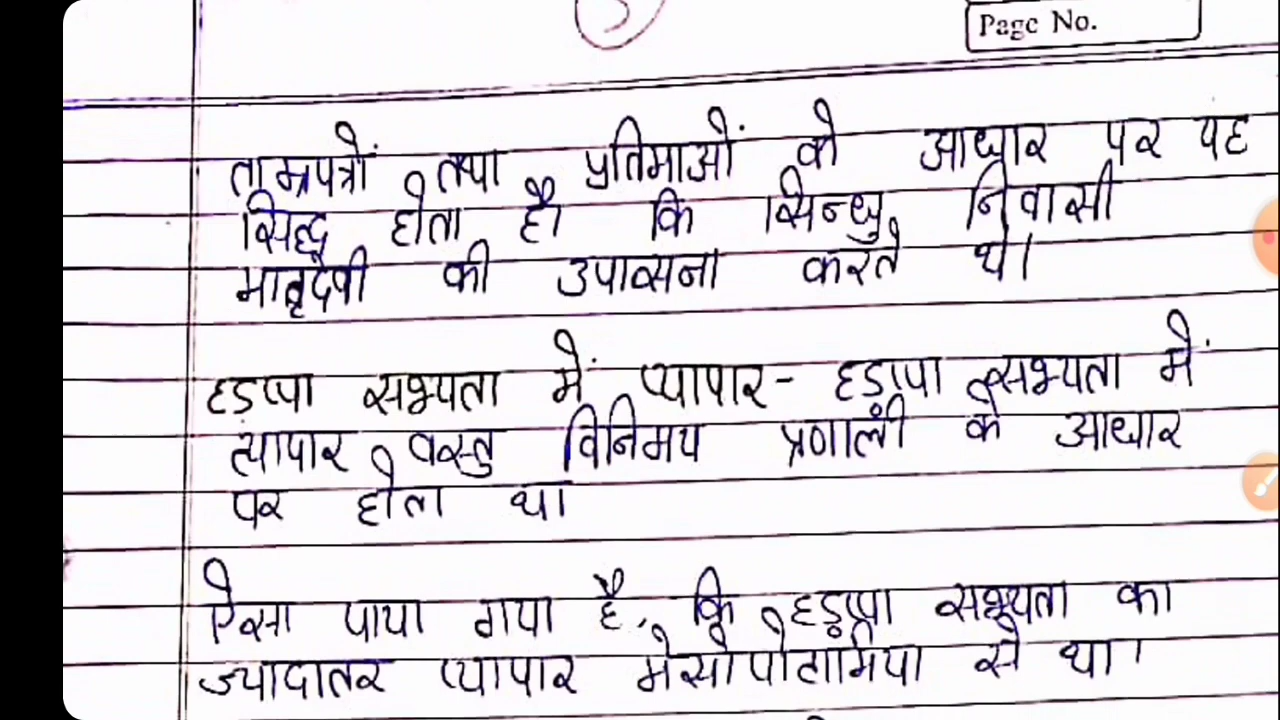 Page No.
ताम्रपत्रों तथा प्रतिमाओं के आधार पर यह
सिद्ध होता है। कि सिन्धु निवासी
मातृदेवी की उपासना करते थे।
हड़प्पा सभ्यता में व्यापार- हड़प्पा सभ्यता में
व्यापार वस्तु विनिमय प्रणाली के आधार
पर होता था
ऐसा पाया गया है, कि हड़प्पा सभ्यता का
ज्यादातर व्यापार मेसोपोटामिया से था।